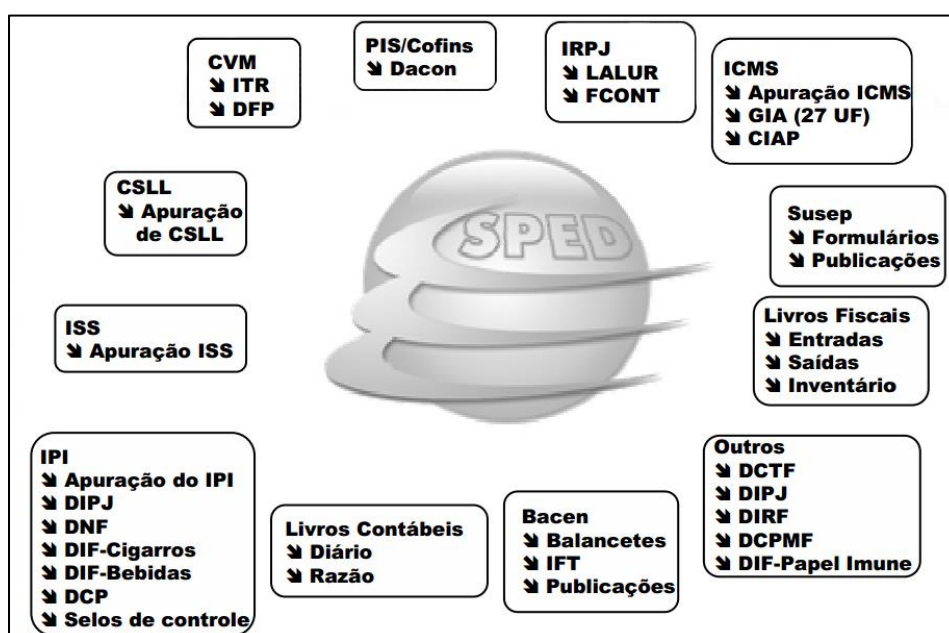 CVM
➘ ITR
➘ DFP
PIS/Cofins
➘ Dacon
IRPJ
➘ LALUR
➘ FCONT
ICMS
➘ Apuração ICMS
➘ GIA (27 UF)
➘ CIAP
CSLL
➘ Apuração
de CSLL
SPED
Susep
➘ Formulários
➘ Publicações
ISS
➘ Apuração ISS
Livros Fiscais
➘ Entradas
➘ Saídas
➘ Inventário
IPI
➘ Apuração do IPI
➘ DIPJ
➘ DNF
➘ DIF-Cigarros
➘ DIF-Bebidas
➘ DCP
➘ Selos de controle
Livros Contábeis
➘ Diário
➘ Razão
Bacen
➘ Balancetes
➘ IFT
➘ Publicações
Outros
➘ DCTF
➘ DIPJ
➘ DIRF
➘ DCPMF
➘ DIF-Papel Imune